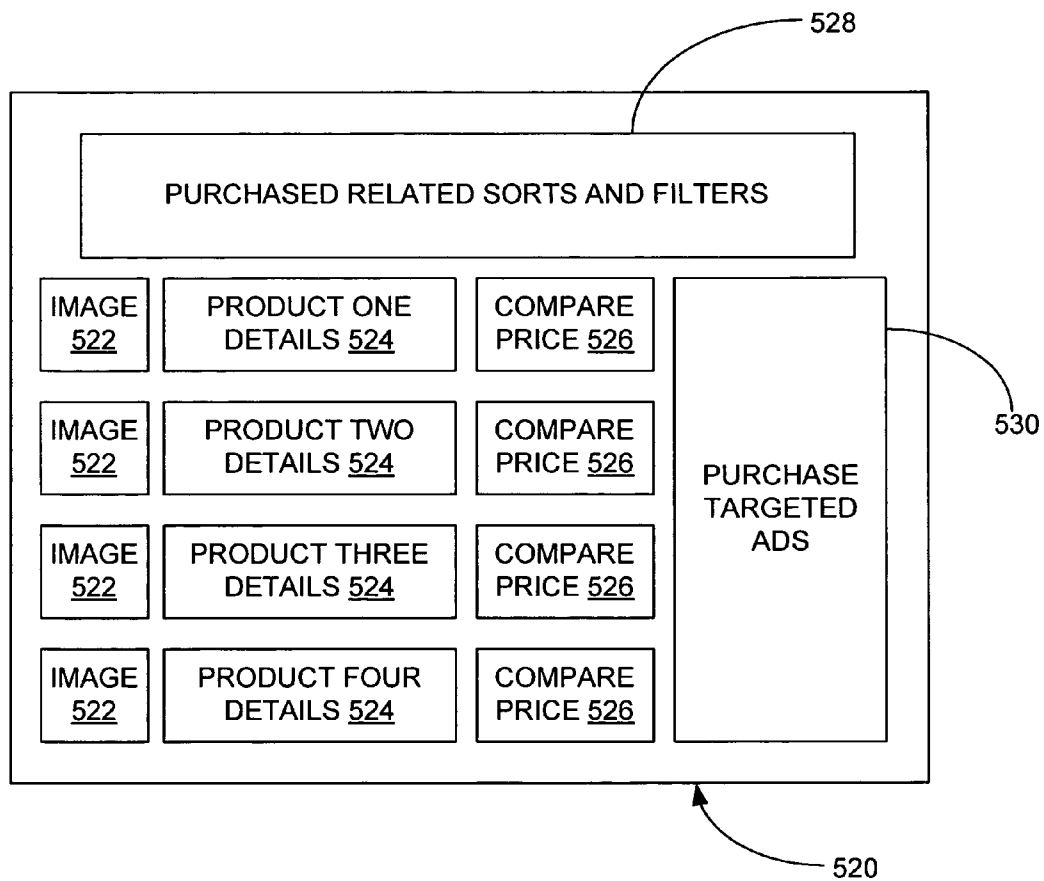 528
PURCHASED RELATED SORTS AND FILTERS
IMAGE
522
PRODUCT ONE
DETAILS 524
COMPARE
PRICE 526
IMAGE
522
PRODUCT TWO
DETAILS 524
COMPARE
PRICE 526
IMAGE
522
PRODUCT THREE
DETAILS 524
COMPARE
PRICE 526
IMAGE
522
PRODUCT FOUR
DETAILS 524
COMPARE
PRICE 526
PURCHASE
TARGETED
ADS
530
520